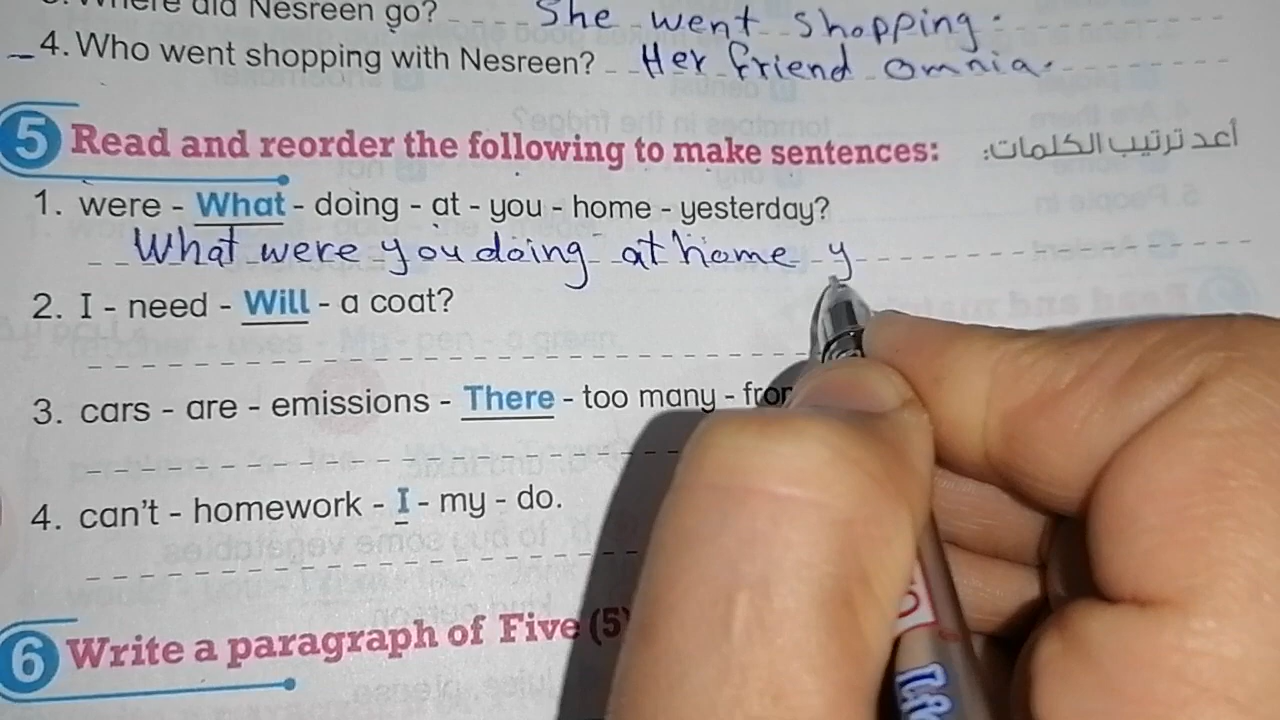 did Nesreen go? She went shopping.
4. Who went shopping with Nesreen? Her friend omnia.
5 Read and reorder the following to make sentences: أعد ترتيب الكلمات:
1. were - What - doing - at - you - home - yesterday?
What were you doing at home y
2. I - need - Will - a coat?
3. cars - are - emissions - There - too many -
4. can't - homework - I - my - do.
6 Write a paragraph of Five (5)